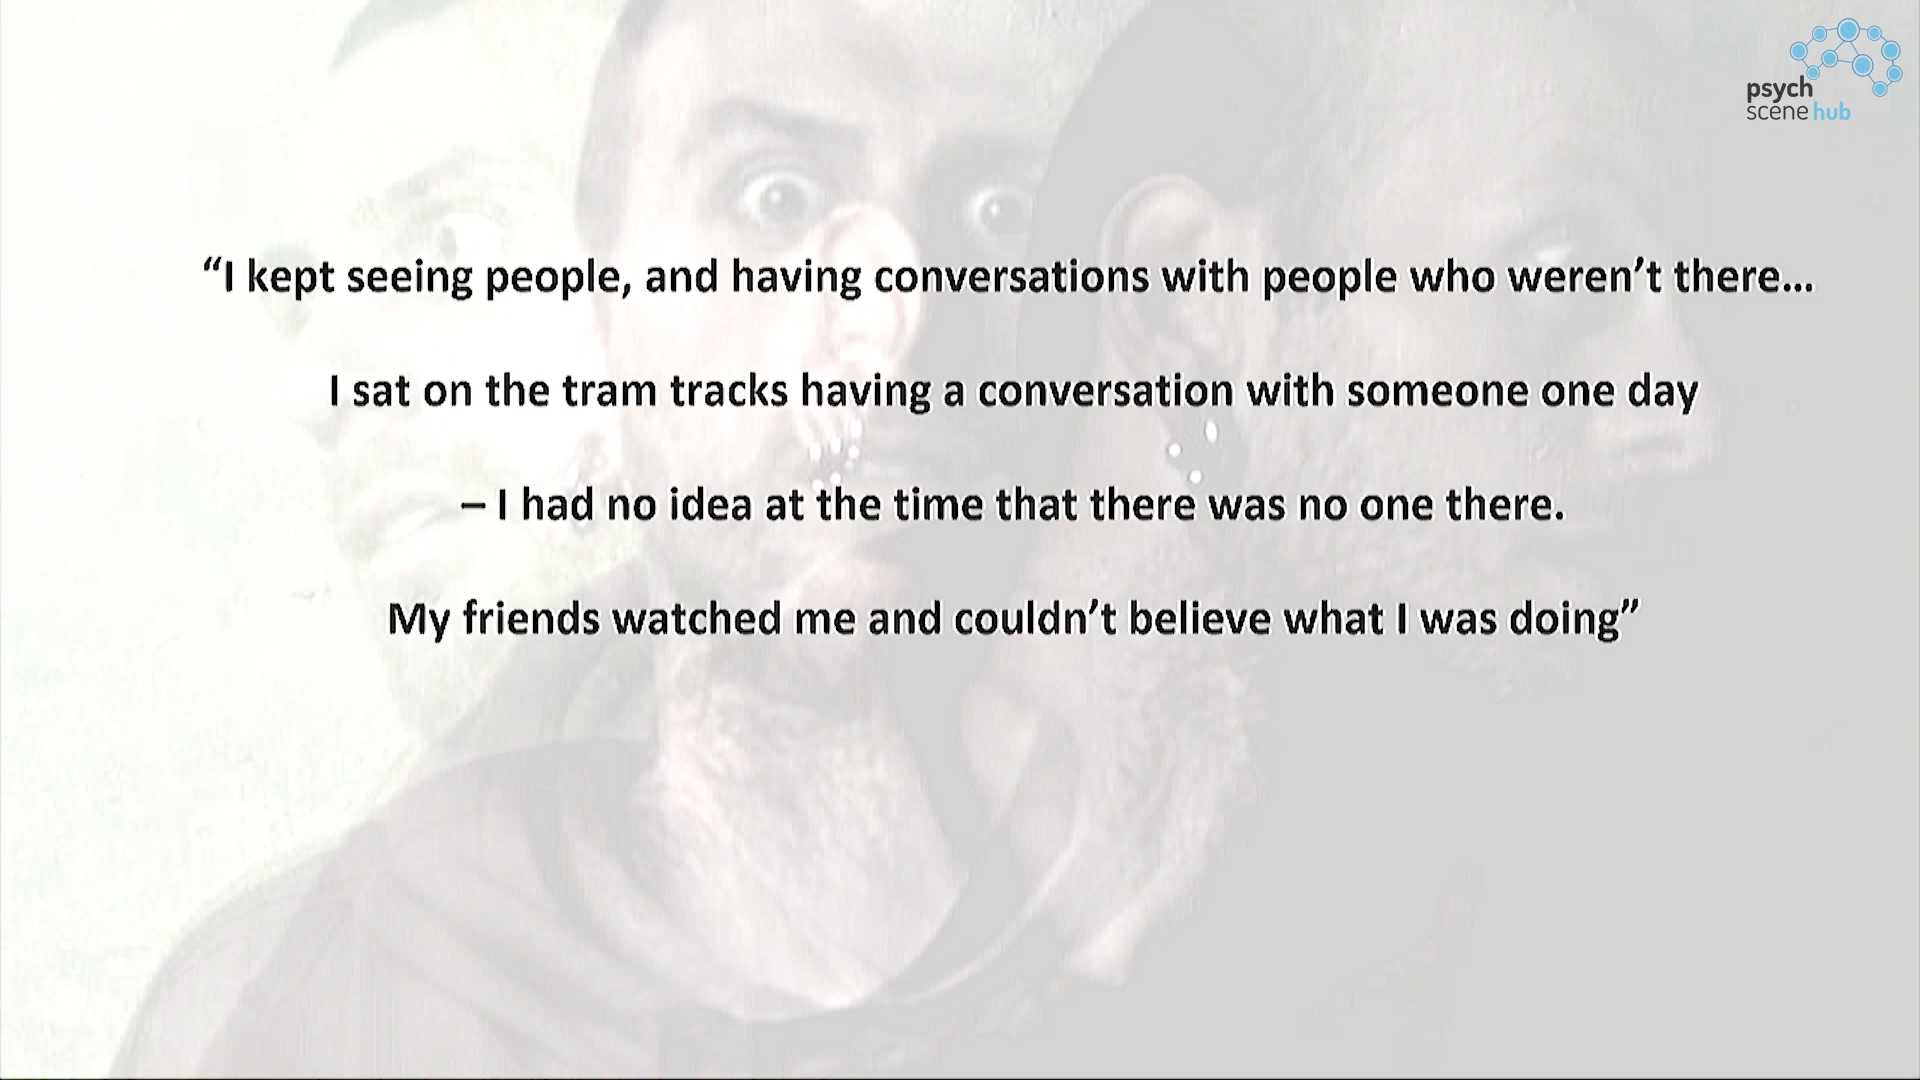 psych
scene hub
“I kept seeing people, and having conversations with people who weren’t there…
I sat on the tram tracks having a conversation with someone one day
– I had no idea at the time that there was no one there.
My friends watched me and couldn’t believe what I was doing”